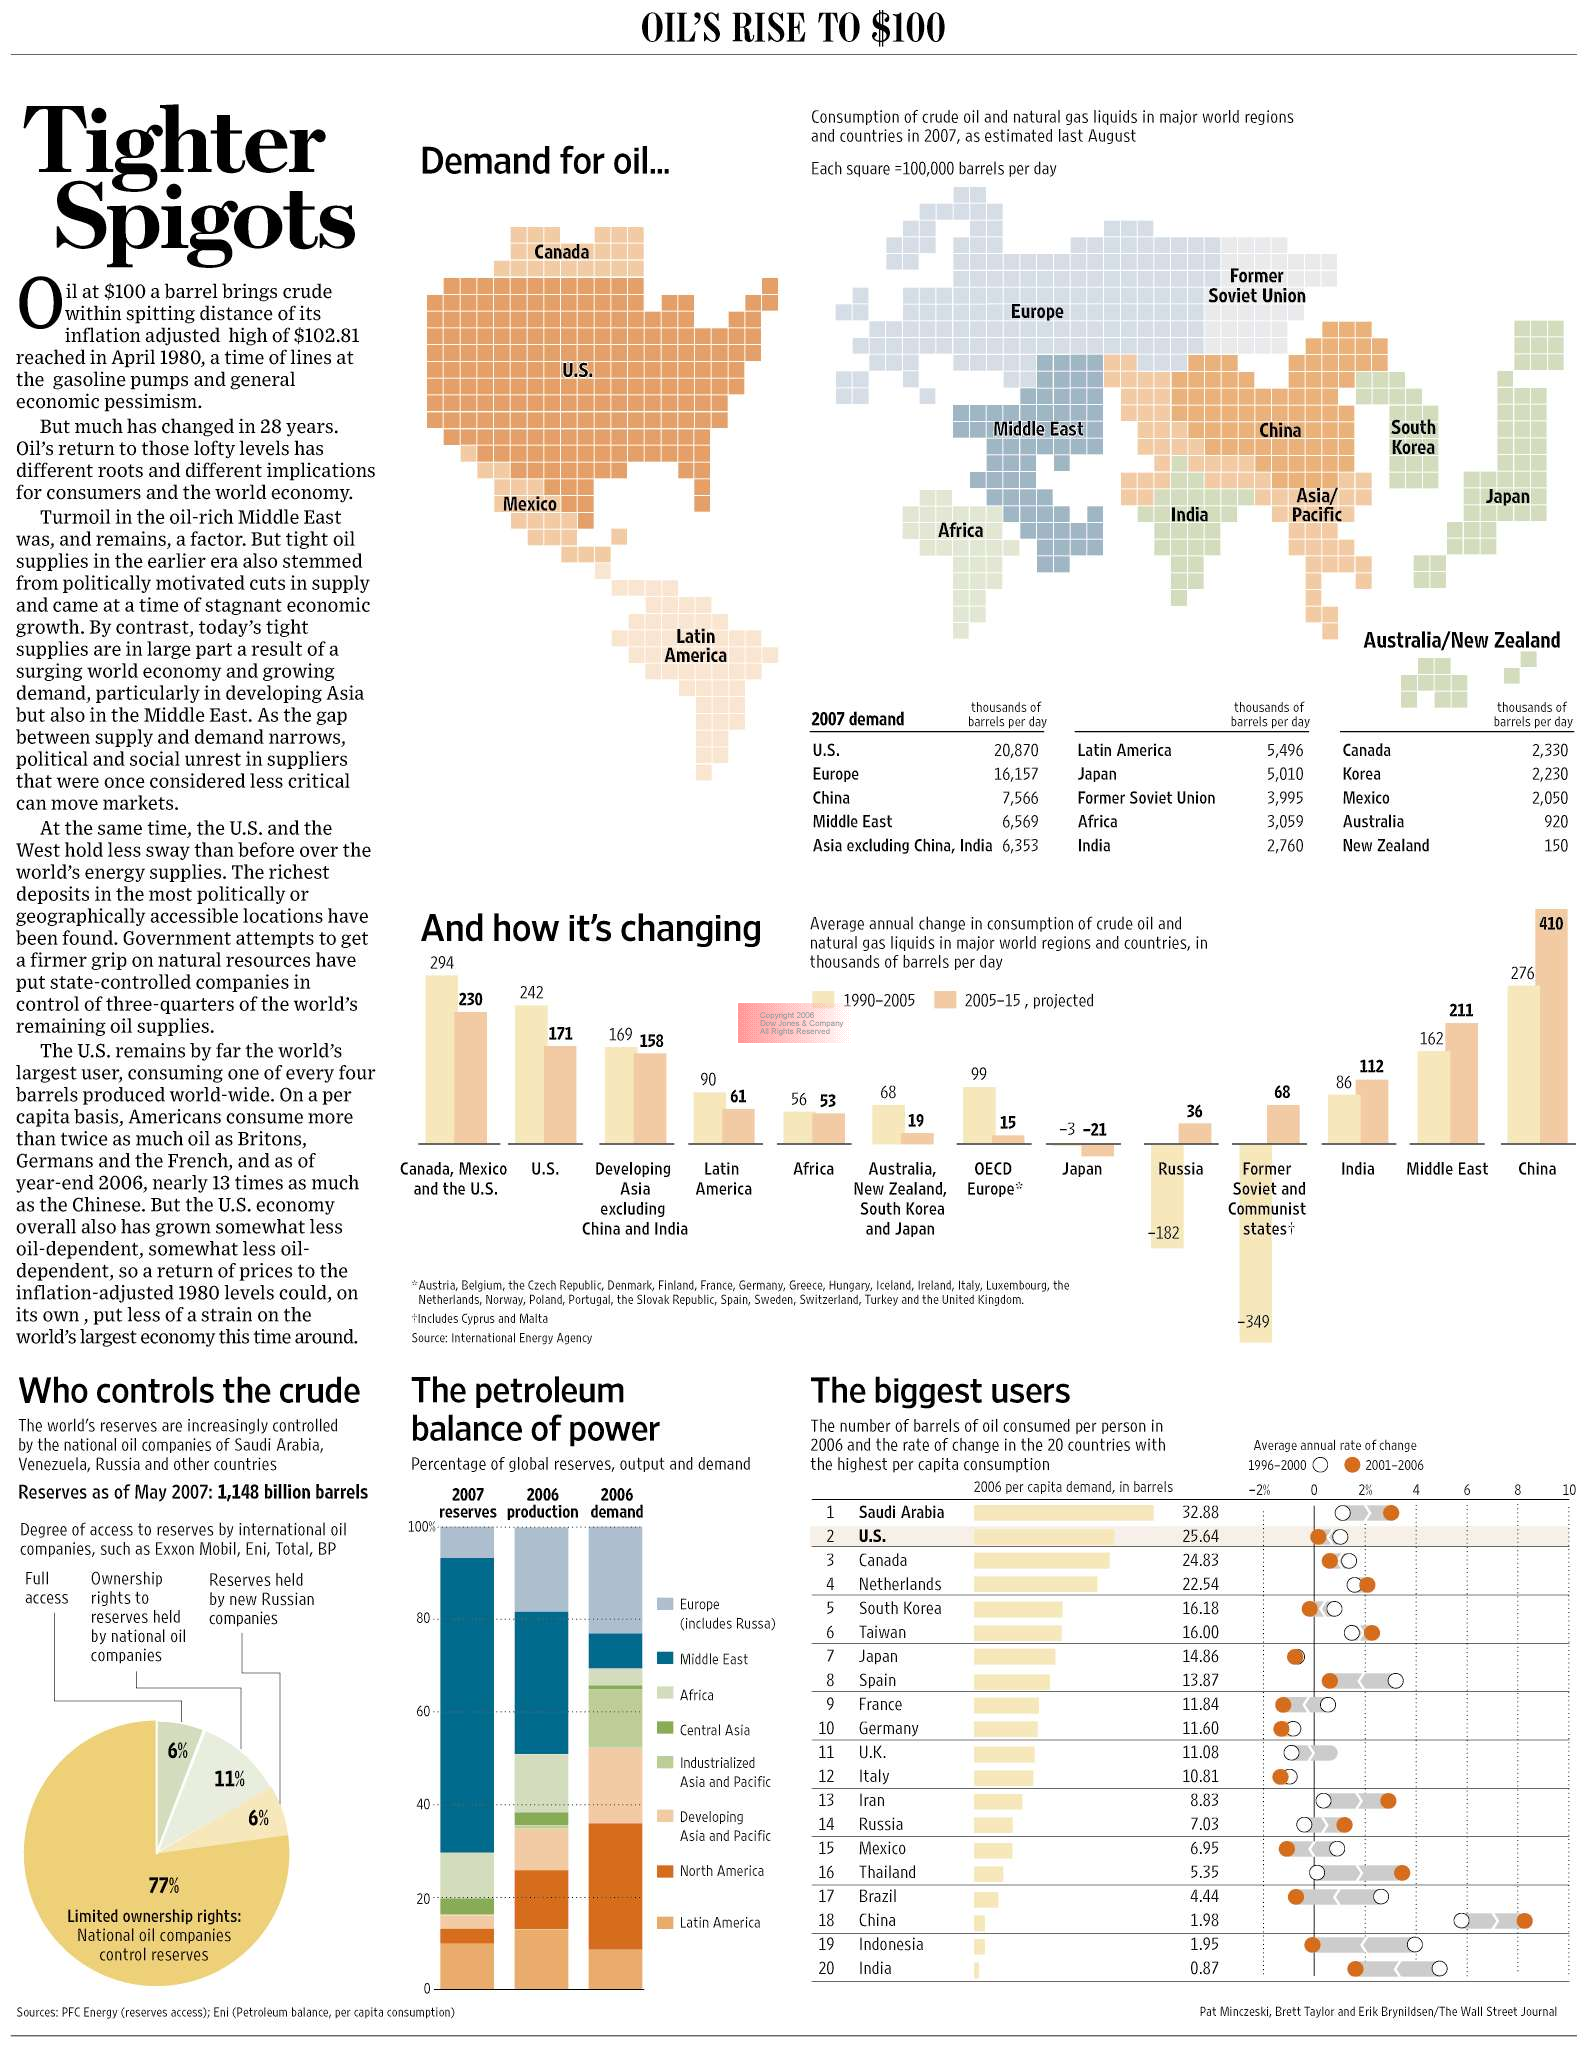 OIL'S RISE TO $100
Tighter
Spigots
Oil at $100 a barrel brings crude
within spitting distance of its
inflation adjusted high of $102.81
reached in April 1980, a time of lines at
the gasoline pumps and general
economic pessimism.
But much has changed in 28 years.
Oil's return to those lofty levels has
different roots and different implications
for consumers and the world economy.
Turmoil in the oil-rich Middle East
was, and remains, a factor. But tight oil
supplies in the earlier era also stemmed
from politically motivated cuts in supply
and came at a time of stagnant economic
growth. By contrast, today's tight
supplies are in large part a result of a
surging world economy and growing
demand, particularly in developing Asia
but also in the Middle East. As the gap
between supply and demand narrows,
political and social unrest in suppliers
that were once considered less critical
can move markets.
At the same time, the U.S. and the
West hold less sway than before over the
world's energy supplies. The richest
deposits in the most politically or
geographically accessible locations have
been found. Government attempts to get
a firmer grip on natural resources have
put state-controlled companies in
control of three-quarters of the world's
remaining oil supplies.
The U.S. remains by far the world's
largest user, consuming one of every four
barrels produced world-wide. On a per
capita basis, Americans consume more
than twice as much oil as Britons,
Germans and the French, and as of
year-end 2006, nearly 13 times as much
as the Chinese. But the U.S. economy
overall also has grown somewhat less
oil-dependent, somewhat less oil-
dependent, so a return of prices to the
inflation-adjusted 1980 levels could, on
its own , put less of a strain on the
world's largest economy this time around.
Demand for oil...
Consumption of crude oil and natural gas liquids in major world regions
and countries in 2007, as estimated last August
Each square =100,000 barrels per day
Canada
U.S.
Mexico
Latin
America
Europe
Former
Soviet Union
Middle East
China
South
Korea
Japan
Africa
India
Asia/
Pacific
Australia/New Zealand
2007 demand thousands of
barrels per day
U.S. 20,870
Europe 16,157
China 7,566
Middle East 6,569
Asia excluding China, India 6,353
thousands of
barrels per day
Latin America 5,496
Japan 5,010
Former Soviet Union 3,995
Africa 3,059
India 2,760
thousands of
barrels per day
Canada 2,330
Korea 2,230
Mexico 2,050
Australia 920
New Zealand 150
And how it's changing
Average annual change in consumption of crude oil and
natural gas liquids in major world regions and countries, in
thousands of barrels per day
1990–2005 2005–15 , projected
Copyright 2006
Dow Jones & Company
All Rights Reserved
294 230
242 171
169 158
90 61
56 53
68 19
99 15
–3 –21
–182 36
–349 68
86 112
162 211
276 410
Canada, Mexico
and the U.S.
U.S.
Developing
Asia
excluding
China and India
Latin
America
Africa
Australia,
New Zealand,
South Korea
and Japan
OECD
Europe*
Japan
Russia
Former
Soviet and
Communist
states†
India
Middle East
China
*Austria, Belgium, the Czech Republic, Denmark, Finland, France, Germany, Greece, Hungary, Iceland, Ireland, Italy, Luxembourg, the
Netherlands, Norway, Poland, Portugal, the Slovak Republic, Spain, Sweden, Switzerland, Turkey and the United Kingdom.
†Includes Cyprus and Malta
Source: International Energy Agency
Who controls the crude
The world's reserves are increasingly controlled
by the national oil companies of Saudi Arabia,
Venezuela, Russia and other countries
Reserves as of May 2007: 1,148 billion barrels
Degree of access to reserves by international oil
companies, such as Exxon Mobil, Eni, Total, BP
Full
access
Ownership
rights to
reserves held
by national oil
companies
Reserves held
by new Russian
companies
6%
11%
6%
77%
Limited ownership rights:
National oil companies
control reserves
The petroleum
balance of power
Percentage of global reserves, output and demand
2007
reserves
2006
production
2006
demand
100%
80
60
40
20
0
Europe
(includes Russa)
Middle East
Africa
Central Asia
Industrialized
Asia and Pacific
Developing
Asia and Pacific
North America
Latin America
The biggest users
The number of barrels of oil consumed per person in
2006 and the rate of change in the 20 countries with
the highest per capita consumption
Average annual rate of change
1996–2000 2001–2006
2006 per capita demand, in barrels
–2% 0 2% 4 6 8 10
1 Saudi Arabia 32.88
2 U.S. 25.64
3 Canada 24.83
4 Netherlands 22.54
5 South Korea 16.18
6 Taiwan 16.00
7 Japan 14.86
8 Spain 13.87
9 France 11.84
10 Germany 11.60
11 U.K. 11.08
12 Italy 10.81
13 Iran 8.83
14 Russia 7.03
15 Mexico 6.95
16 Thailand 5.35
17 Brazil 4.44
18 China 1.98
19 Indonesia 1.95
20 India 0.87
Sources: PFC Energy (reserves access); Eni (Petroleum balance, per capita consumption)
Pat Minczeski, Brett Taylor and Erik Brynildsen/The Wall Street Journal